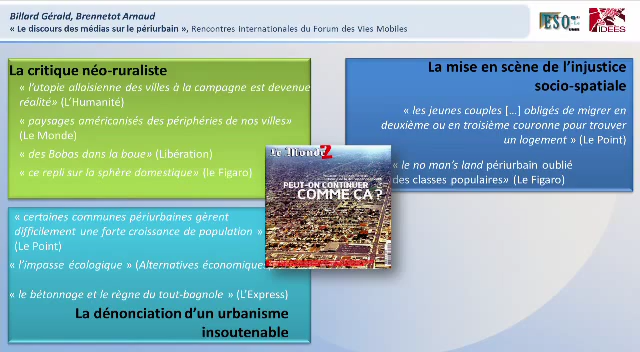 Billard Gérald, Brennetot Arnaud
« Le discours des médias sur le périurbain », Rencontres internationales du Forum des Vies Mobiles
ESO
IDEES
La critique néo-ruraliste
« l'utopie allaisienne des villes à la campagne est devenue
réalité» (L'Humanité)
« paysages américanisés des périphéries de nos villes»
(Le Monde)
« des Bobos dans la boue» (Libération)
« ce repli sur la sphère domestique» (le Figaro)
La mise en scène de l'injustice
socio-spatiale
« les jeunes couples […] obligés de migrer en
deuxième ou en troisième couronne pour trouver
un logement » (Le Point)
« le no man's land périurbain oublié
des classes populaires» (Le Figaro)
Le Monde 2
PEUT-ON CONTINUER
COMME ÇA ?
« certaines communes périurbaines gèrent
difficilement une forte croissance de population »
(Le Point)
« l'impasse écologique » (Alternatives économique
« le bétonnage et le règne du tout-bagnole » (L'Express)
La dénonciation d'un urbanisme
insoutenable